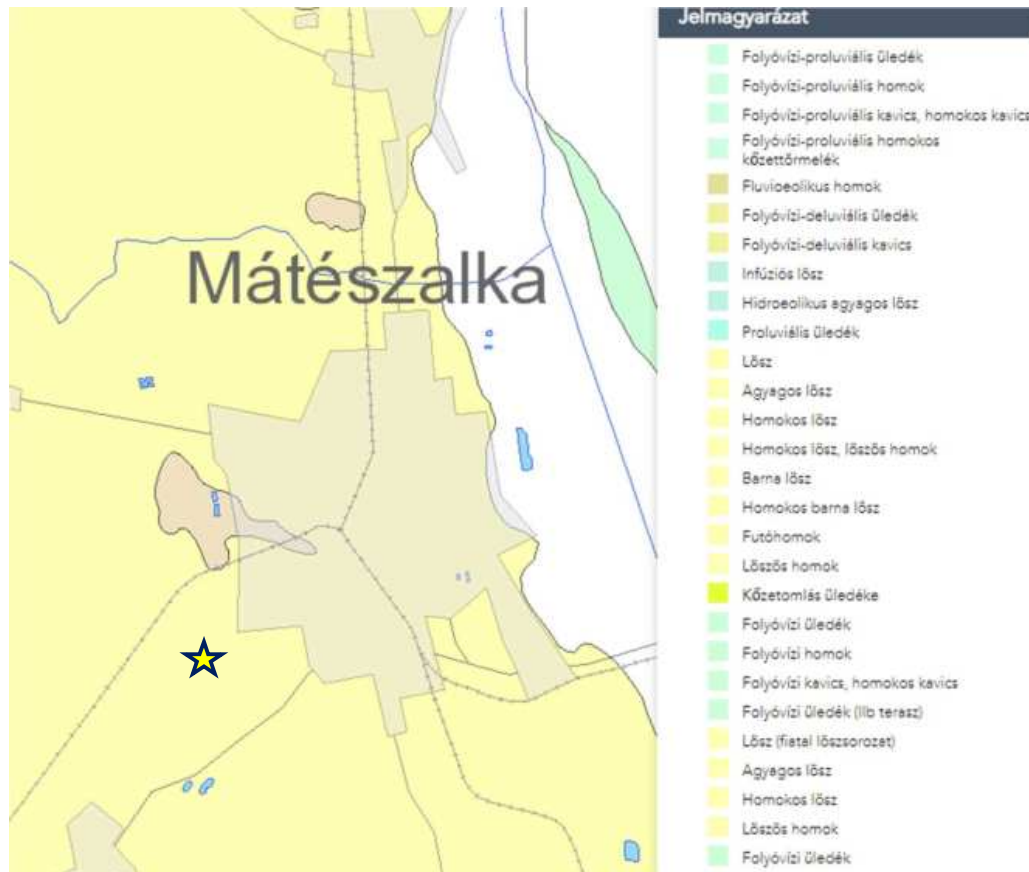 Mátészalka
Jelmagyarázat
Folyóvízi-proluviális üledék
Folyóvízi-proluviális homok
Folyóvízi-proluviális kavics, homokos kavics
Folyóvízi-proluviális homokos
kőzettörmelék
Fluvioeolikus homok
Folyóvízi-deluviális üledék
Folyóvízi-deluviális kavics
Infúziós lösz
Hidroeolikus agyagos lösz
Proluviális üledék
Lösz
Agyagos lösz
Homokos lösz
Homokos lösz, löszös homok
Barna lösz
Homokos barna lösz
Futóhomok
Löszös homok
Kőzetomlás üledéke
Folyóvízi üledék
Folyóvízi homok
Folyóvízi kavics, homokos kavics
Folyóvízi üledék (IIb terasz)
Lösz (fiatal löszsorozat)
Agyagos lösz
Homokos lösz
Löszös homok
Folyóvízi üledék